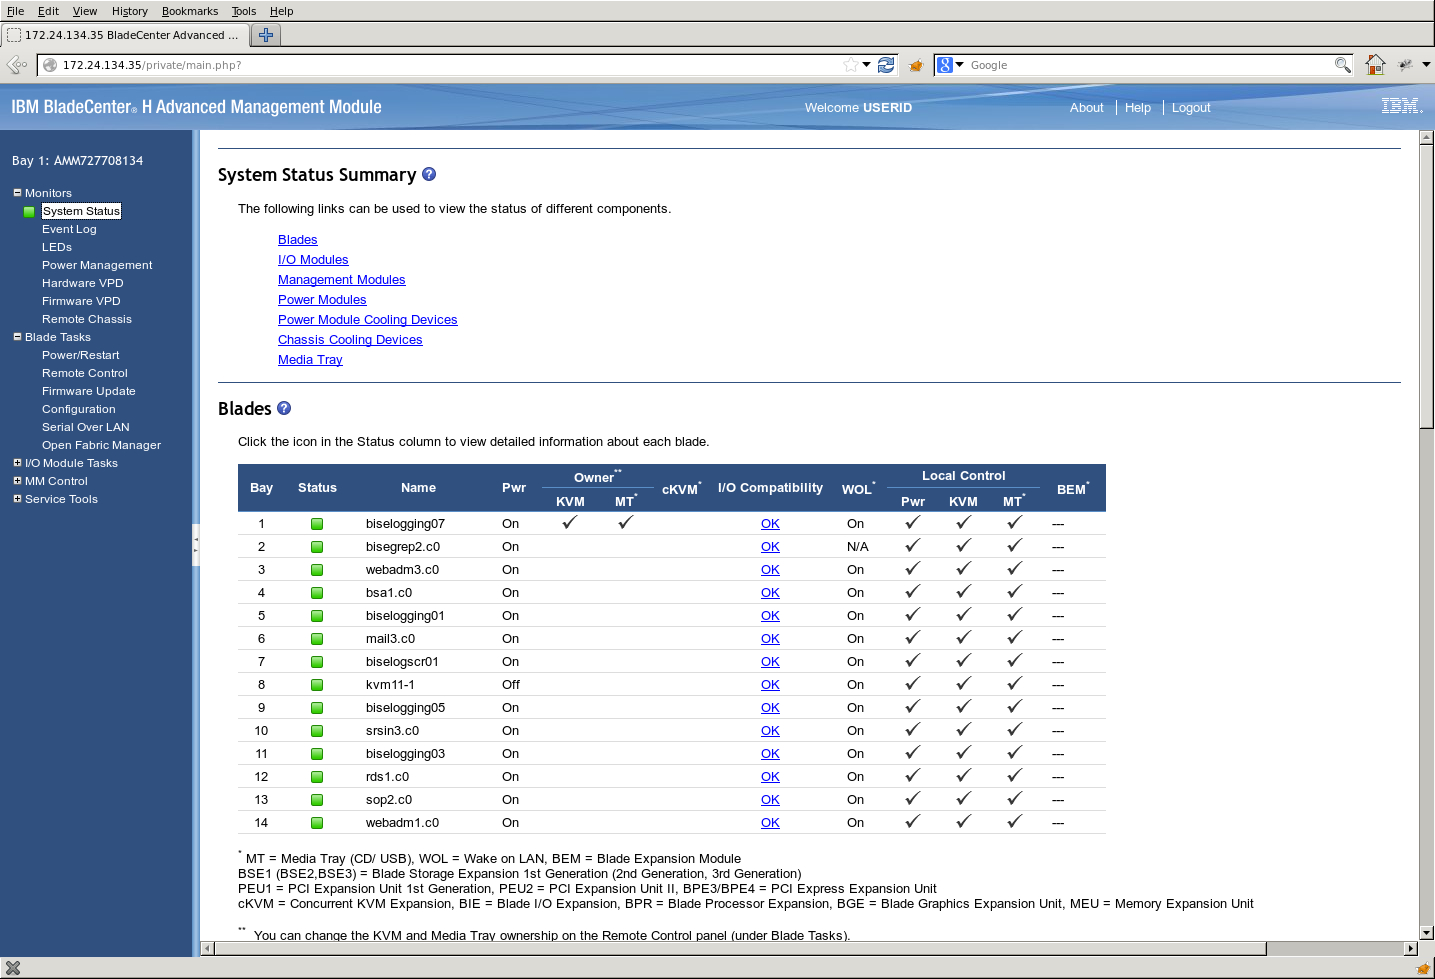 File Edit View History Bookmarks Tools Help
172.24.134.35 BladeCenter Advanced ...
172.24.134.35/private/main.php?
8 Google
IBM BladeCenter® H Advanced Management Module Welcome USERID About Help Logout IBM.
Bay 1: AMM727708134
Monitors
System Status
Event Log
LEDs
Power Management
Hardware VPD
Firmware VPD
Remote Chassis
Blade Tasks
Power/Restart
Remote Control
Firmware Update
Configuration
Serial Over LAN
Open Fabric Manager
I/O Module Tasks
MM Control
Service Tools
System Status Summary ?
The following links can be used to view the status of different components.
Blades
I/O Modules
Management Modules
Power Modules
Power Module Cooling Devices
Chassis Cooling Devices
Media Tray
Blades ?
Click the icon in the Status column to view detailed information about each blade.
Bay Status Name Pwr Owner** cKVM* I/O Compatibility WOL* Local Control BEM*
KVM MT* Pwr KVM MT*
1 biselogging07 On ✓ ✓ OK On ✓ ✓ ✓ ---
2 bisegrep2.c0 On OK N/A ✓ ✓ ✓ ---
3 webadm3.c0 On OK On ✓ ✓ ✓ ---
4 bsa1.c0 On OK On ✓ ✓ ✓ ---
5 biselogging01 On OK On ✓ ✓ ✓ ---
6 mail3.c0 On OK On ✓ ✓ ✓ ---
7 biselogscr01 On OK On ✓ ✓ ✓ ---
8 kvm11-1 Off OK On ✓ ✓ ✓ ---
9 biselogging05 On OK On ✓ ✓ ✓ ---
10 srsin3.c0 On OK On ✓ ✓ ✓ ---
11 biselogging03 On OK On ✓ ✓ ✓ ---
12 rds1.c0 On OK On ✓ ✓ ✓ ---
13 sop2.c0 On OK On ✓ ✓ ✓ ---
14 webadm1.c0 On OK On ✓ ✓ ✓ ---
* MT = Media Tray (CD/ USB), WOL = Wake on LAN, BEM = Blade Expansion Module
BSE1 (BSE2,BSE3) = Blade Storage Expansion 1st Generation (2nd Generation, 3rd Generation)
PEU1 = PCI Expansion Unit 1st Generation, PEU2 = PCI Expansion Unit II, BPE3/BPE4 = PCI Express Expansion Unit
cKVM = Concurrent KVM Expansion, BIE = Blade I/O Expansion, BPR = Blade Processor Expansion, BGE = Blade Graphics Expansion Unit, MEU = Memory Expansion Unit
** You can change the KVM and Media Tray ownership on the Remote Control panel (under Blade Tasks).